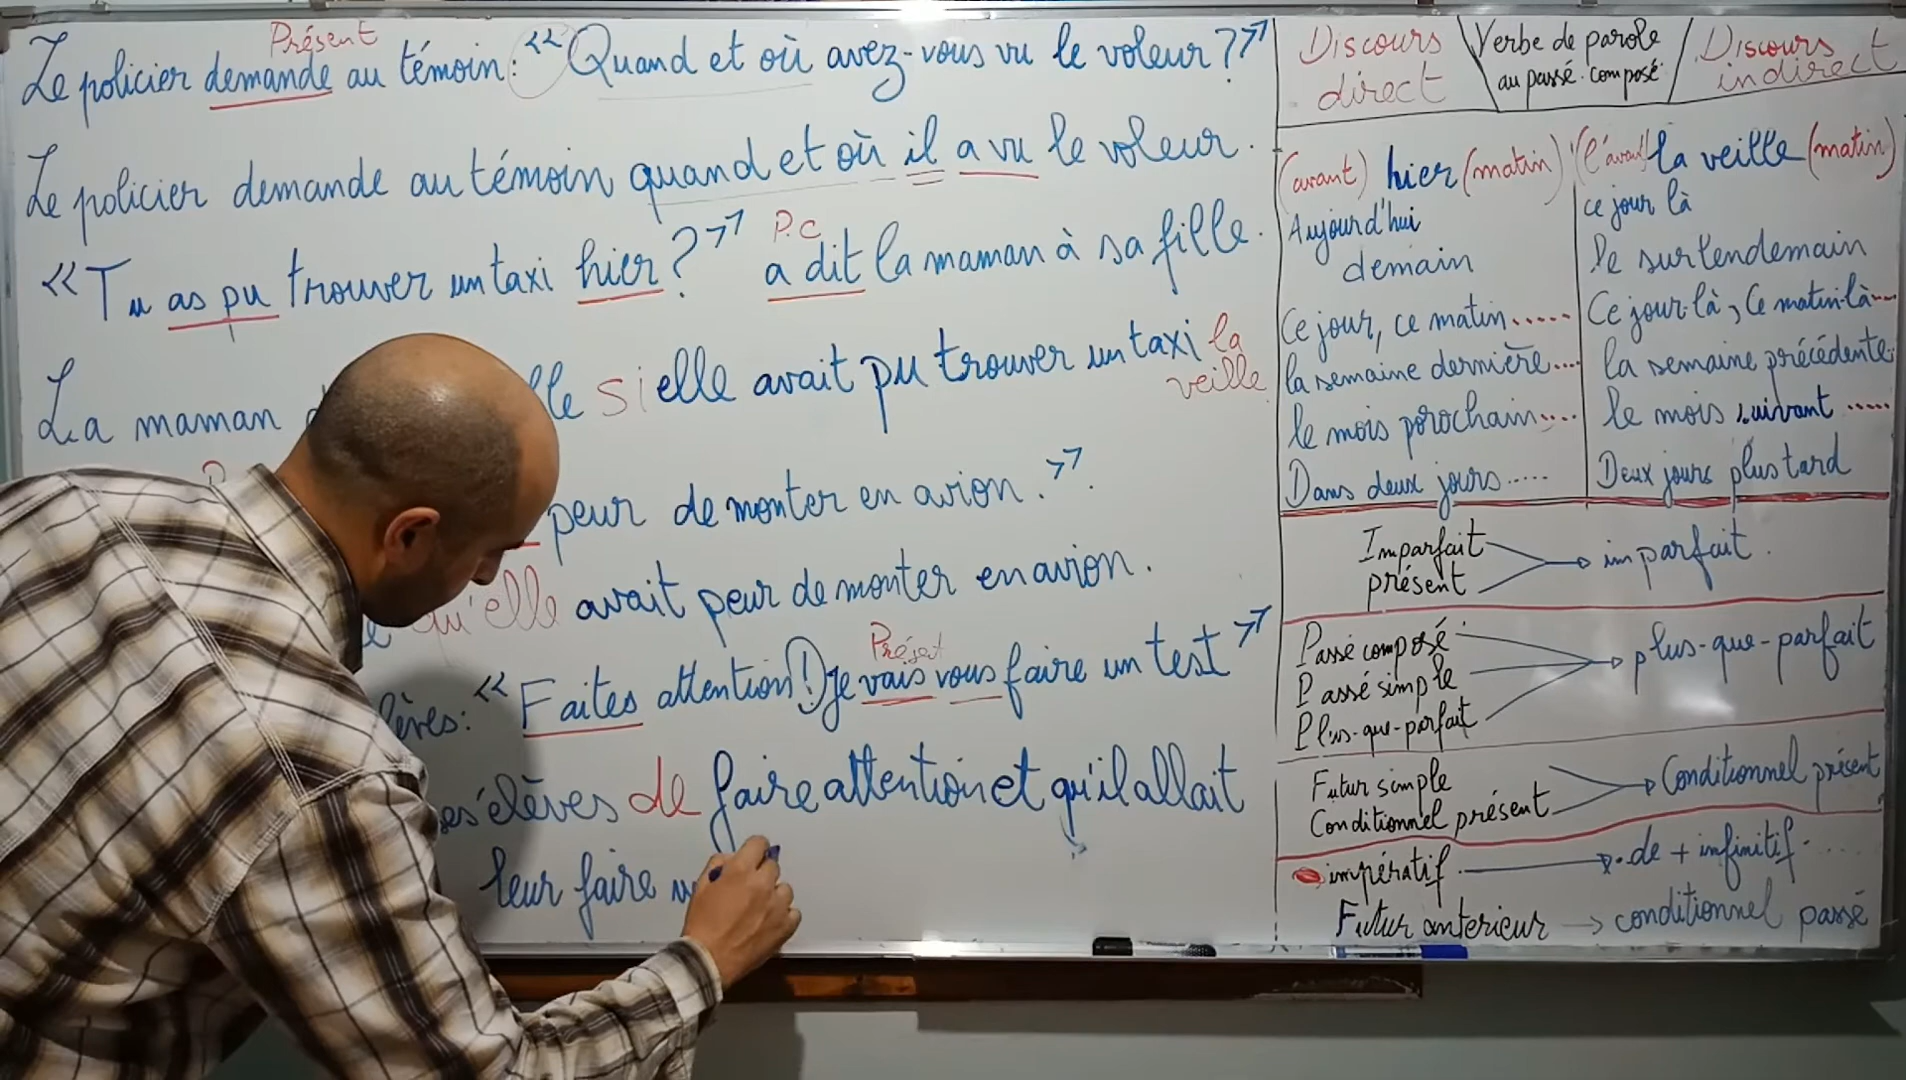 Présent
Le policier demande au témoin : « Quand et où avez-vous vu le voleur ? »
Le policier demande au témoin quand et où il a vu le voleur.
P.c
« Tu as pu trouver un taxi hier ? » a dit la maman à sa fille.
La maman
si elle avait pu trouver un taxi la
veille
peur de monter en avion. ».
qu'elle avait peur de monter en avion.
Présent
: « Faites attention ! Je vais vous faire un test »
ses élèves de faire attention et qu'il allait
leur faire
Discours
direct
Verbe de parole
au passé composé
Discours
indirect
(avant) hier (matin)
la veille (matin)
Aujourd'hui
ce jour là
demain
le surlendemain
Ce jour, ce matin.....
Ce jour-là, Ce matin-là...
la semaine dernière....
la semaine précédente
le mois porochain....
le mois suivant .....
Dans deux jours.....
Deux jours plus tard
Imparfait
présent
imparfait.
Passé composé
Passé simple
Plus-que-parfait
plus-que-parfait
Futur simple
Conditionnel présent
Conditionnel présent
impératif
de + infinitif.....
Futur anterieur → conditionnel passé